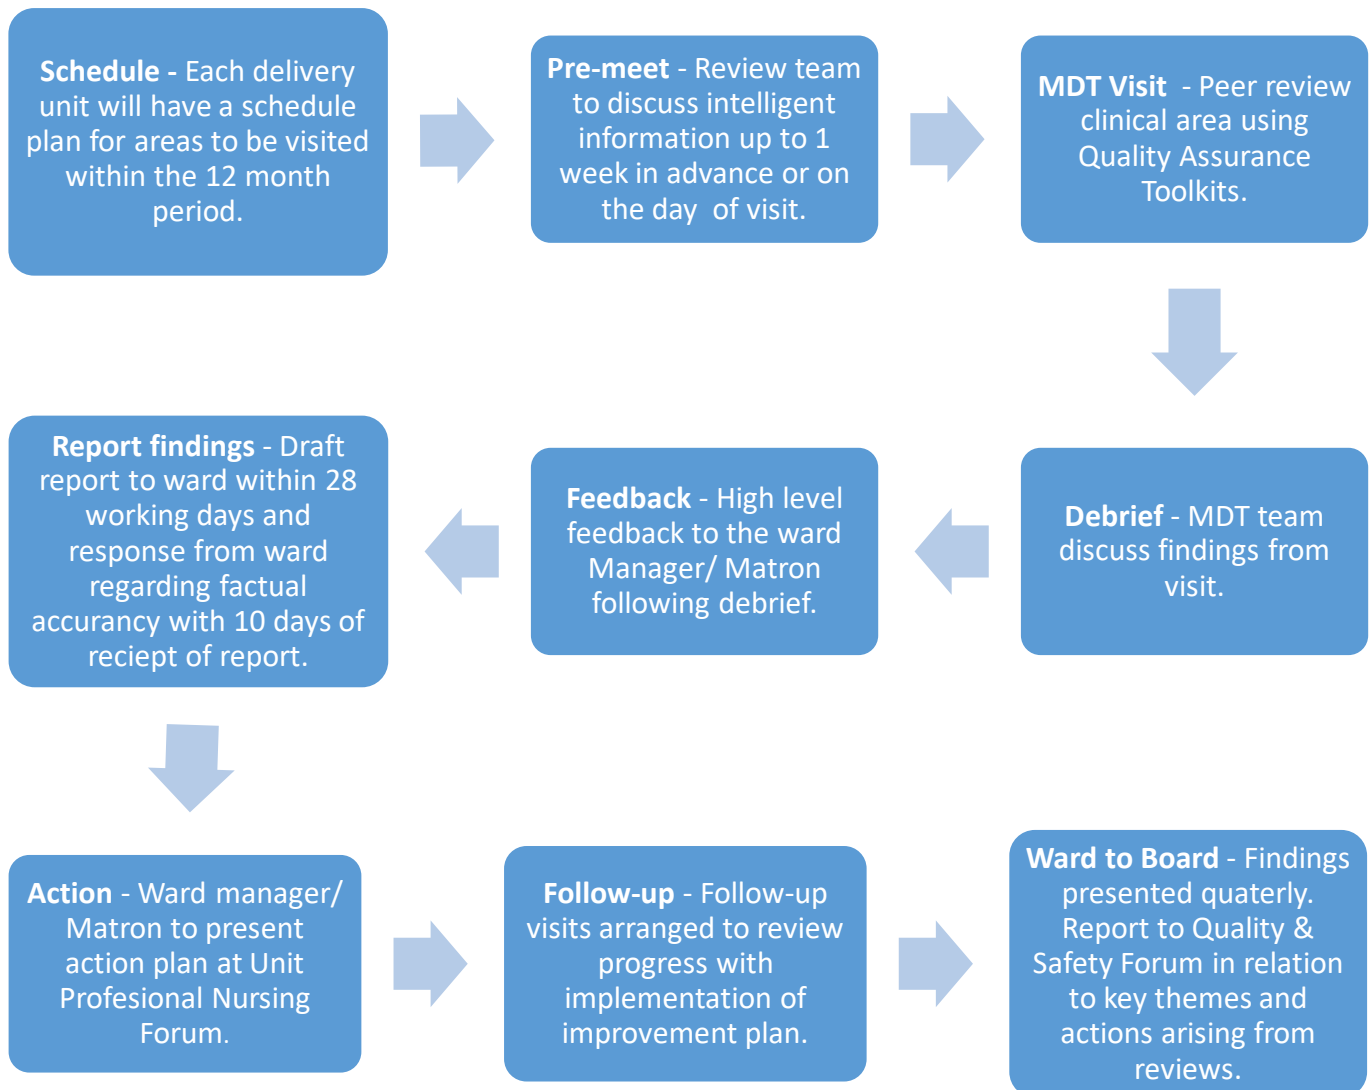 Schedule - Each delivery
unit will have a schedule
plan for areas to be visited
within the 12 month
period.
Pre-meet - Review team
to discuss intelligent
information up to 1
week in advance or on
the day of visit.
MDT Visit - Peer review
clinical area using
Quality Assurance
Toolkits.
Debrief - MDT team
discuss findings from
visit.
Feedback - High level
feedback to the ward
Manager/ Matron
following debrief.
Report findings - Draft
report to ward within 28
working days and
response from ward
regarding factual
accurancy with 10 days of
reciept of report.
Action - Ward manager/
Matron to present
action plan at Unit
Profesional Nursing
Forum.
Follow-up - Follow-up
visits arranged to review
progress with
implementation of
improvement plan.
Ward to Board - Findings
presented quaterly.
Report to Quality &
Safety Forum in relation
to key themes and
actions arising from
reviews.